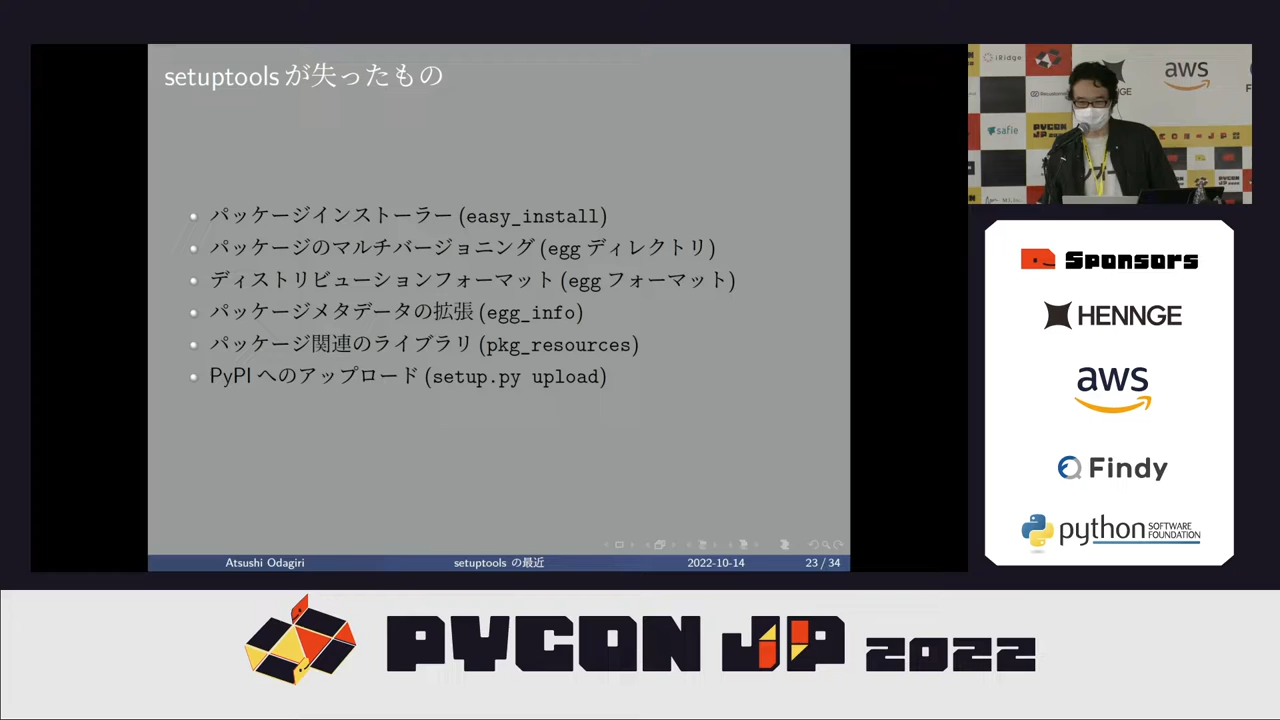 setuptools が失ったもの
パッケージインストーラー (easy_install)
パッケージのマルチバージョニング (egg ディレクトリ)
ディストリビューションフォーマット (egg フォーマット)
パッケージメタデータの拡張 (egg_info)
パッケージ関連のライブラリ (pkg_resources)
PyPI へのアップロード (setup.py upload)
Atsushi Odagiri
setuptools の最近
2022-10-14
23 / 34
iRidge
aws
safie
Sponsors
HENNGE
aws
Findy
python SOFTWARE FOUNDATION
PYCON JP 2022